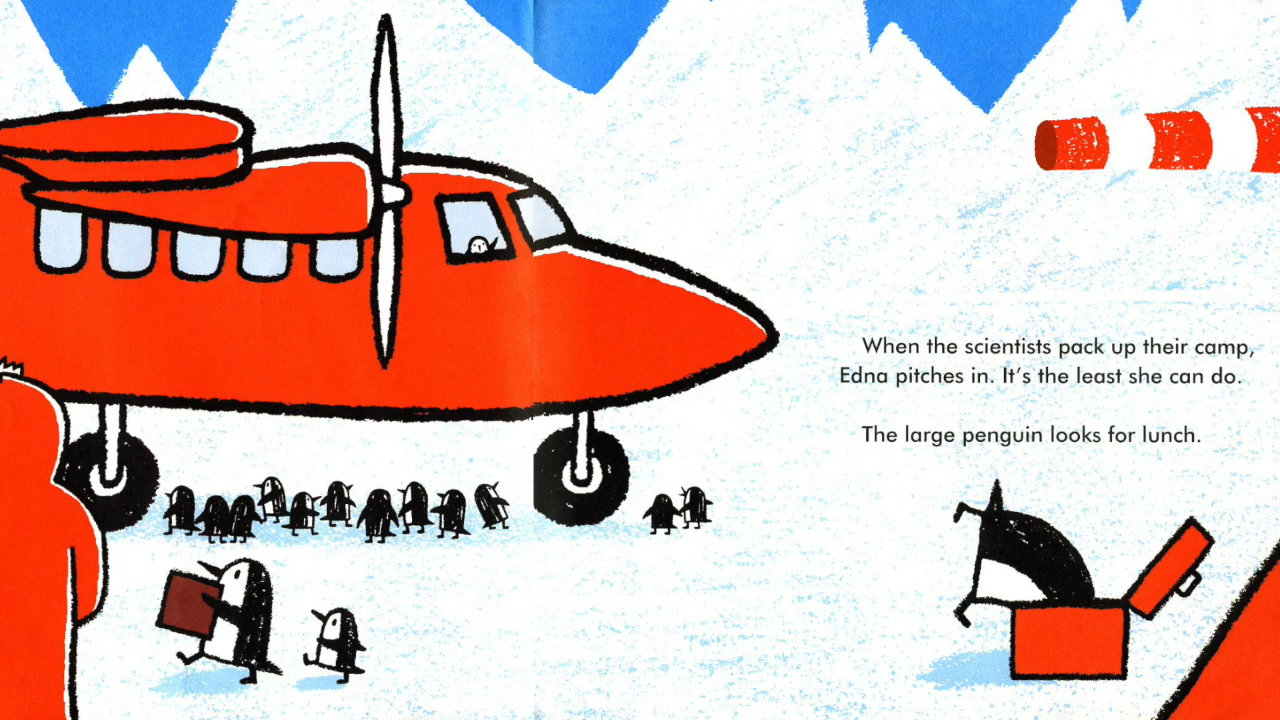 When the scientists pack up their camp,
Edna pitches in. It's the least she can do.
The large penguin looks for lunch.